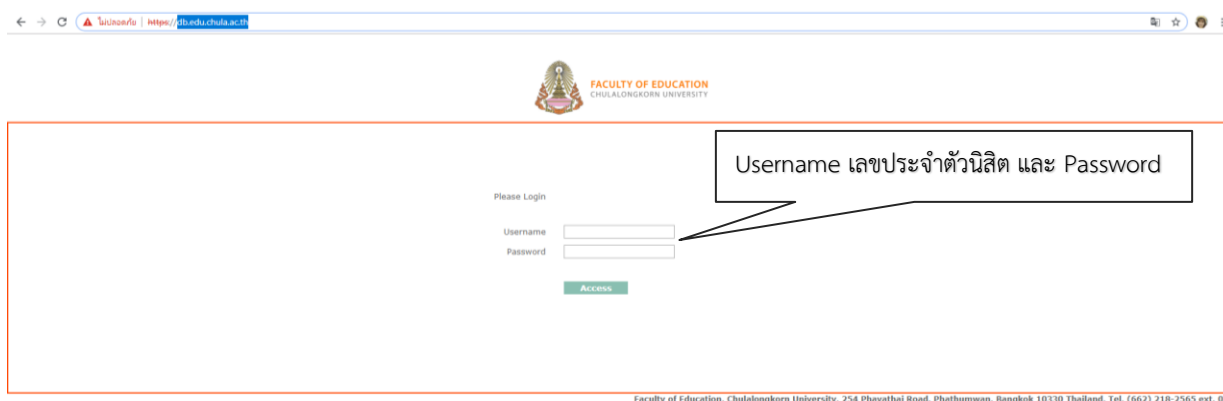 ไม่ปลอดภัย | https://db.edu.chula.ac.th
FACULTY OF EDUCATION
CHULALONGKORN UNIVERSITY
Username เลขประจำตัวนิสิต และ Password
Please Login
Username
Password
Access
Faculty of Education, Chulalongkorn University, 254 Phayathai Road, Phathumwan, Bangkok 10330 Thailand. Tel. (662) 218-2565 ext. 0